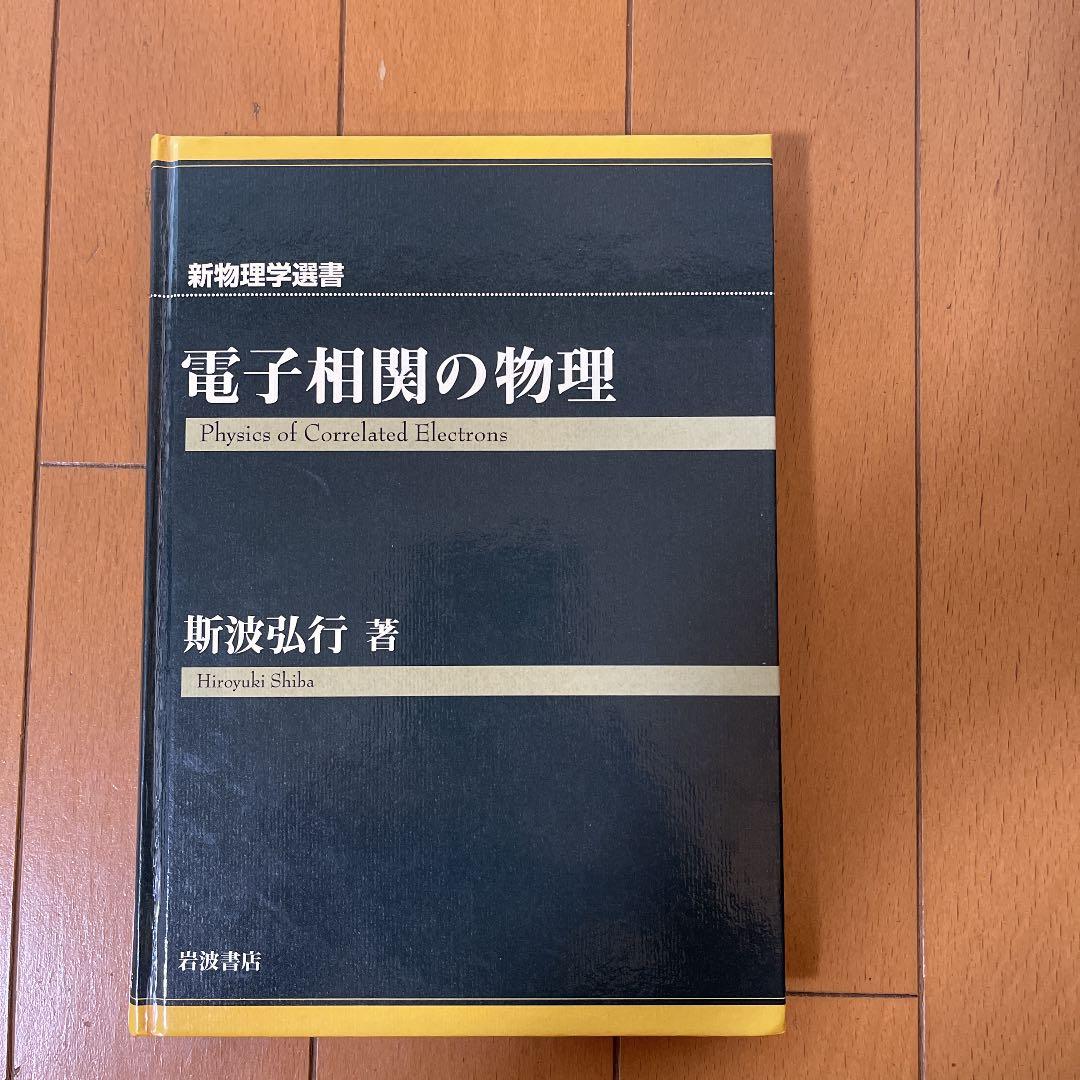 新物理学選書
電子相関の物理
Physics of Correlated Electrons
斯波弘行 著
Hiroyuki Shiba
岩波書店